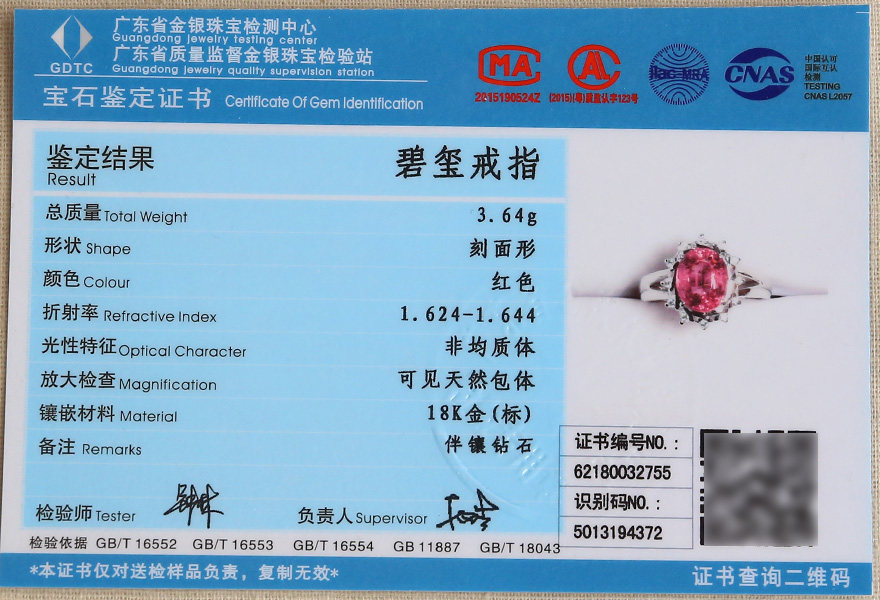 GDTC
广东省金银珠宝检测中心
Guangdong jewelry testing center
广东省质量监督金银珠宝检验站
Guangdong jewelry quality supervision station
宝石鉴定证书 Certificate Of Gem Identification
MA
2015190524Z
AL
(2015)(粤)质监认字123号
ilac-MRA
CNAS
中国认可
国际互认
检测
TESTING
CNAS L2057
鉴定结果 碧玺戒指
Result
总质量 Total Weight 3.64g
形状 Shape 刻面形
颜色 Colour 红色
折射率 Refractive Index 1.624-1.644
光性特征 Optical Character 非均质体
放大检查 Magnification 可见天然包体
镶嵌材料 Material 18K金(标)
备注 Remarks 伴镶钻石
检验师 Tester 负责人 Supervisor
检验依据 GB/T 16552 GB/T 16553 GB/T 16554 GB 11887 GB/T 18043
证书编号NO.:
62180032755
识别码NO.:
5013194372
*本证书仅对送检样品负责，复制无效*
证书查询二维码